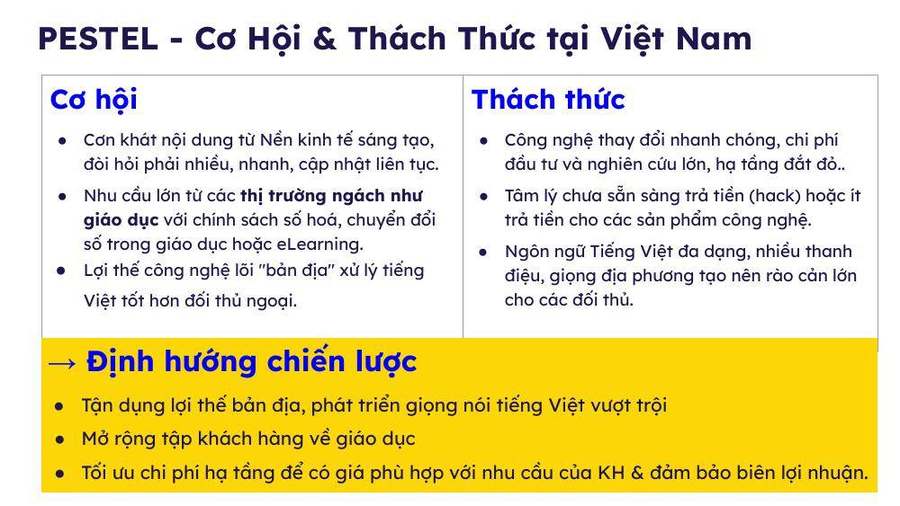 PESTEL - Cơ Hội & Thách Thức tại Việt Nam
Cơ hội
● Cơn khát nội dung từ Nền kinh tế sáng tạo,
đòi hỏi phải nhiều, nhanh, cập nhật liên tục.
● Nhu cầu lớn từ các thị trường ngách như
giáo dục với chính sách số hoá, chuyển đổi
số trong giáo dục hoặc eLearning.
● Lợi thế công nghệ lõi "bản địa" xử lý tiếng
Việt tốt hơn đối thủ ngoại.
Thách thức
● Công nghệ thay đổi nhanh chóng, chi phí
đầu tư và nghiên cứu lớn, hạ tầng đắt đỏ..
● Tâm lý chưa sẵn sàng trả tiền (hack) hoặc ít
trả tiền cho các sản phẩm công nghệ.
● Ngôn ngữ Tiếng Việt đa dạng, nhiều thanh
điệu, giọng địa phương tạo nên rào cản lớn
cho các đối thủ.
→ Định hướng chiến lược
● Tận dụng lợi thế bản địa, phát triển giọng nói tiếng Việt vượt trội
● Mở rộng tập khách hàng về giáo dục
● Tối ưu chi phí hạ tầng để có giá phù hợp với nhu cầu của KH & đảm bảo biên lợi nhuận.